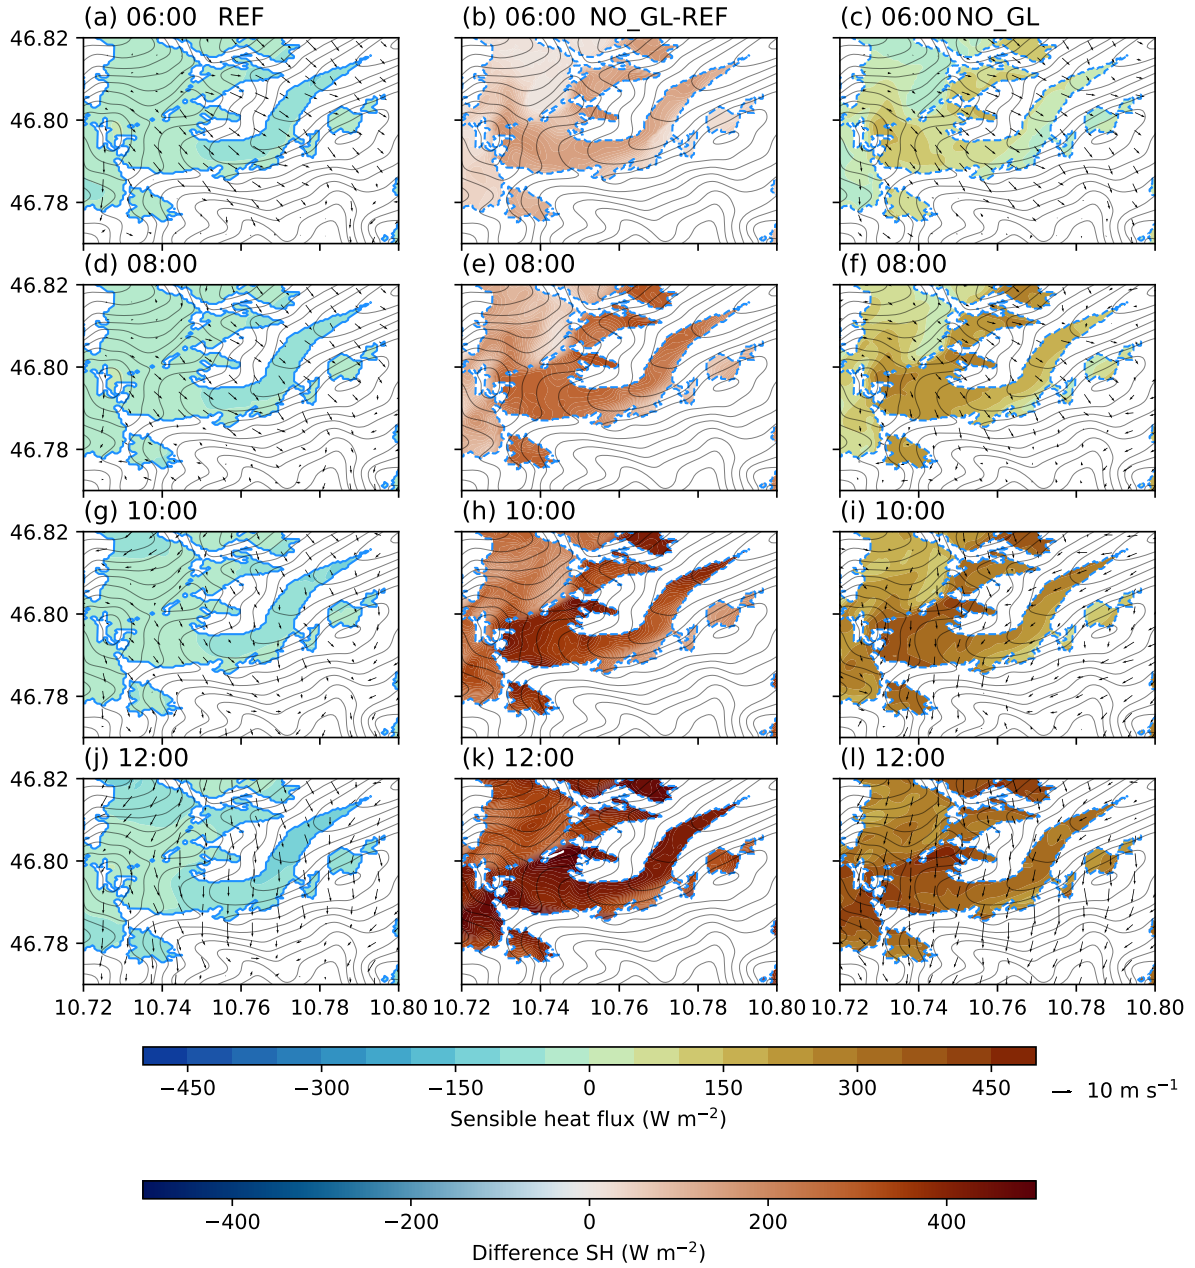 (a) 06:00 REF
(b) 06:00 NO_GL-REF
(c) 06:00 NO_GL
46.82
46.80
46.78
(d) 08:00
(e) 08:00
(f) 08:00
46.82
46.80
46.78
(g) 10:00
(h) 10:00
(i) 10:00
46.82
46.80
46.78
(j) 12:00
(k) 12:00
(l) 12:00
46.82
46.80
46.78
10.72 10.74 10.76 10.78 10.72 10.74 10.76 10.78 10.80 10.72 10.74 10.76 10.78 10.80
−450 −300 −150 0 150 300 450
10 m s⁻¹
Sensible heat flux (W m⁻²)
−400 −200 0 200 400
Difference SH (W m⁻²)